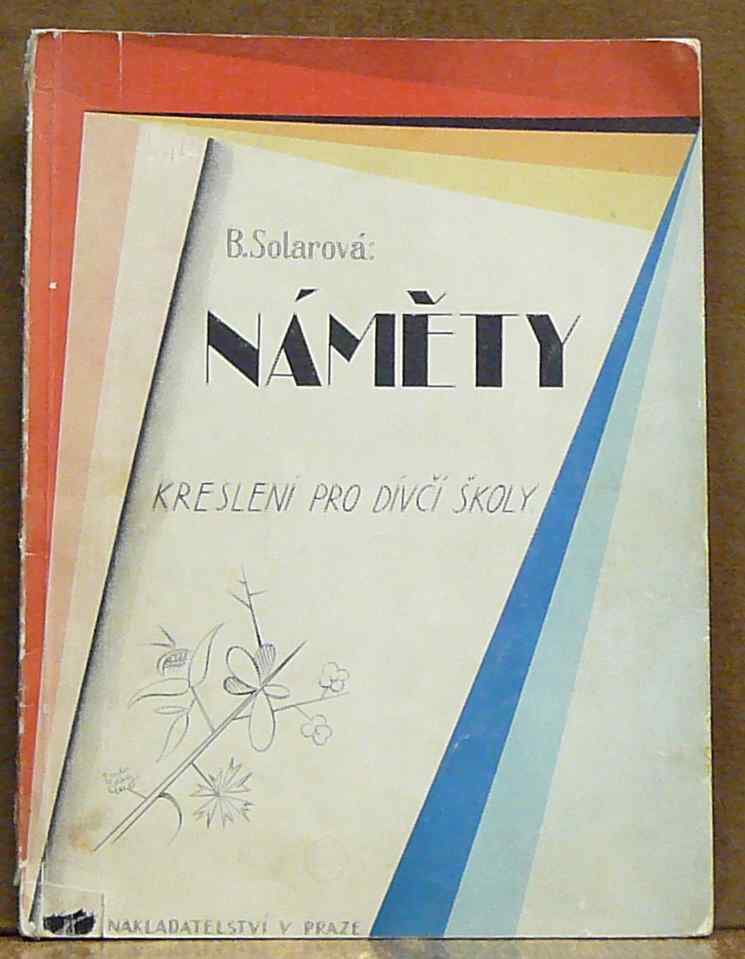 B. Solarová:
NÁMĚTY
KRESLENÍ PRO DÍVČÍ ŠKOLY
NAKLADATELSTVÍ V PRAZE